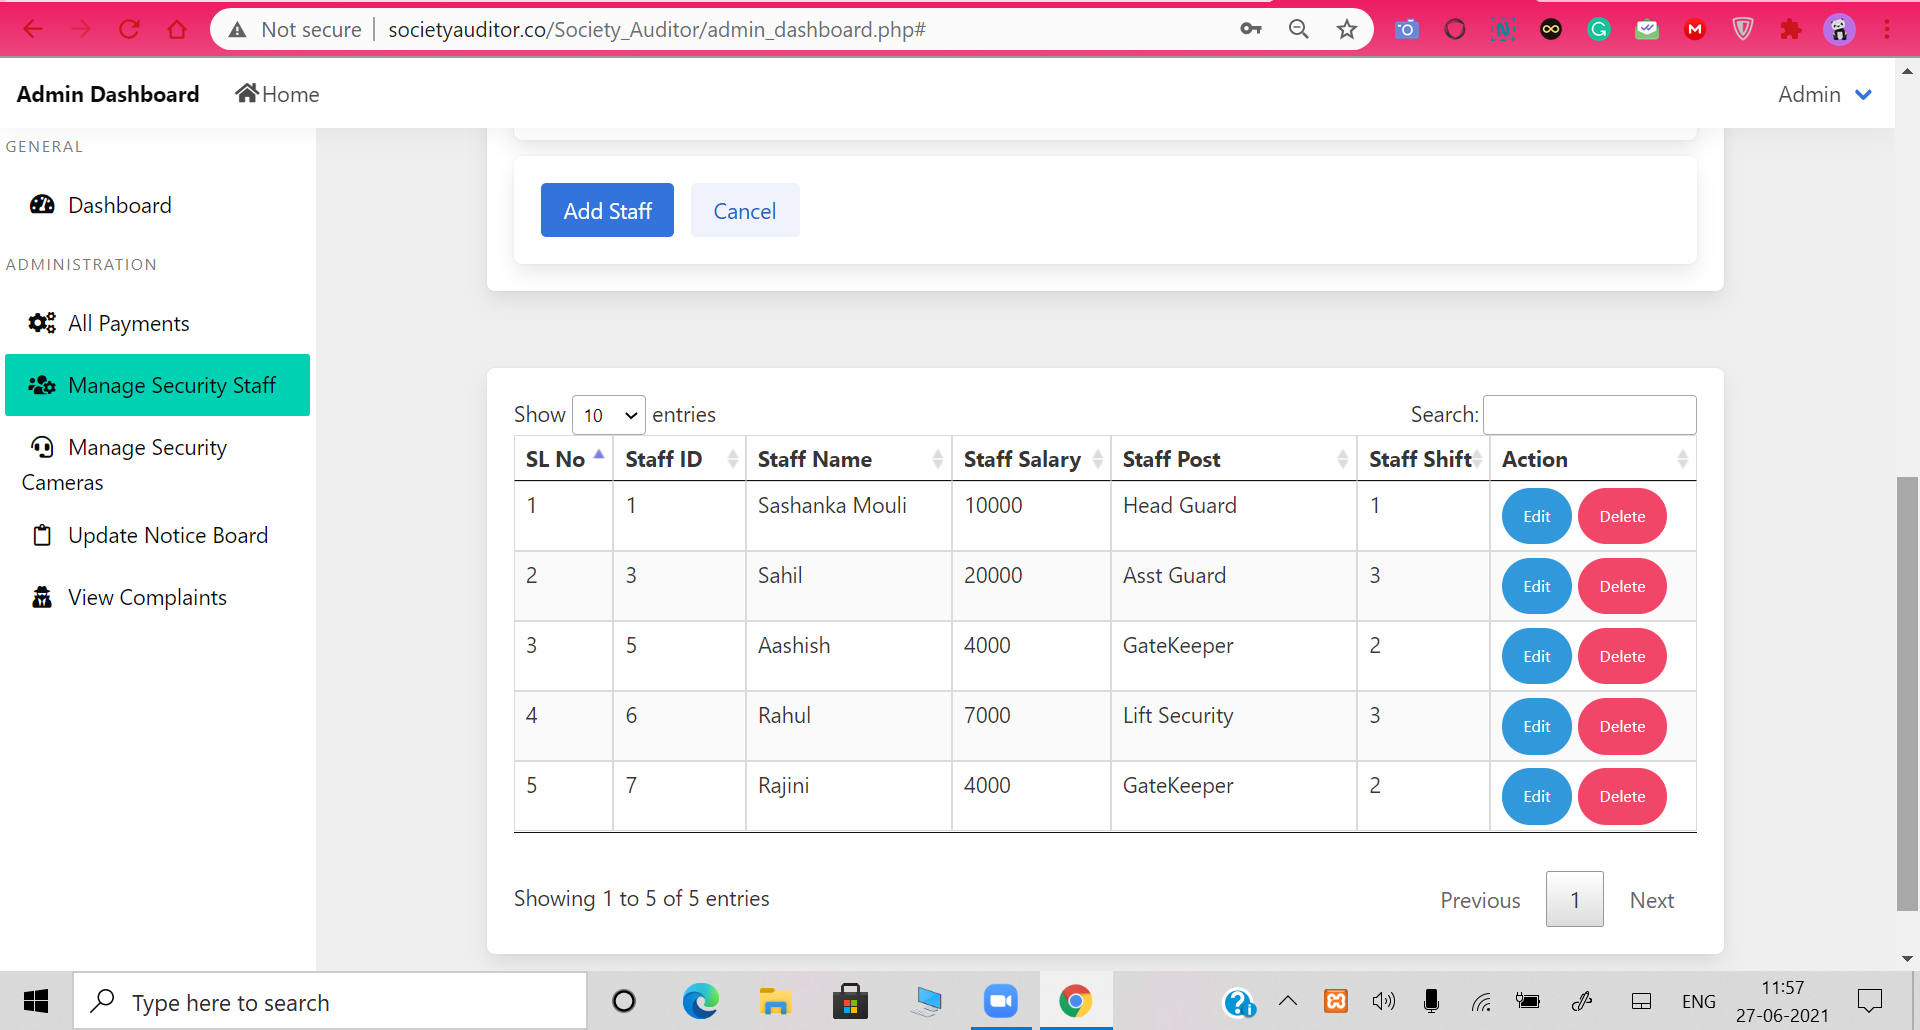 Not secure | societyauditor.co/Society_Auditor/admin_dashboard.php#
Admin Dashboard Home Admin
GENERAL
Dashboard
ADMINISTRATION
All Payments
Manage Security Staff
Manage Security
Cameras
Update Notice Board
View Complaints
Add Staff Cancel
Show 10 entries Search:
SL No Staff ID Staff Name Staff Salary Staff Post Staff Shift Action
1 1 Sashanka Mouli 10000 Head Guard 1 Edit Delete
2 3 Sahil 20000 Asst Guard 3 Edit Delete
3 5 Aashish 4000 GateKeeper 2 Edit Delete
4 6 Rahul 7000 Lift Security 3 Edit Delete
5 7 Rajini 4000 GateKeeper 2 Edit Delete
Showing 1 to 5 of 5 entries Previous 1 Next
Type here to search ENG 11:57
27-06-2021